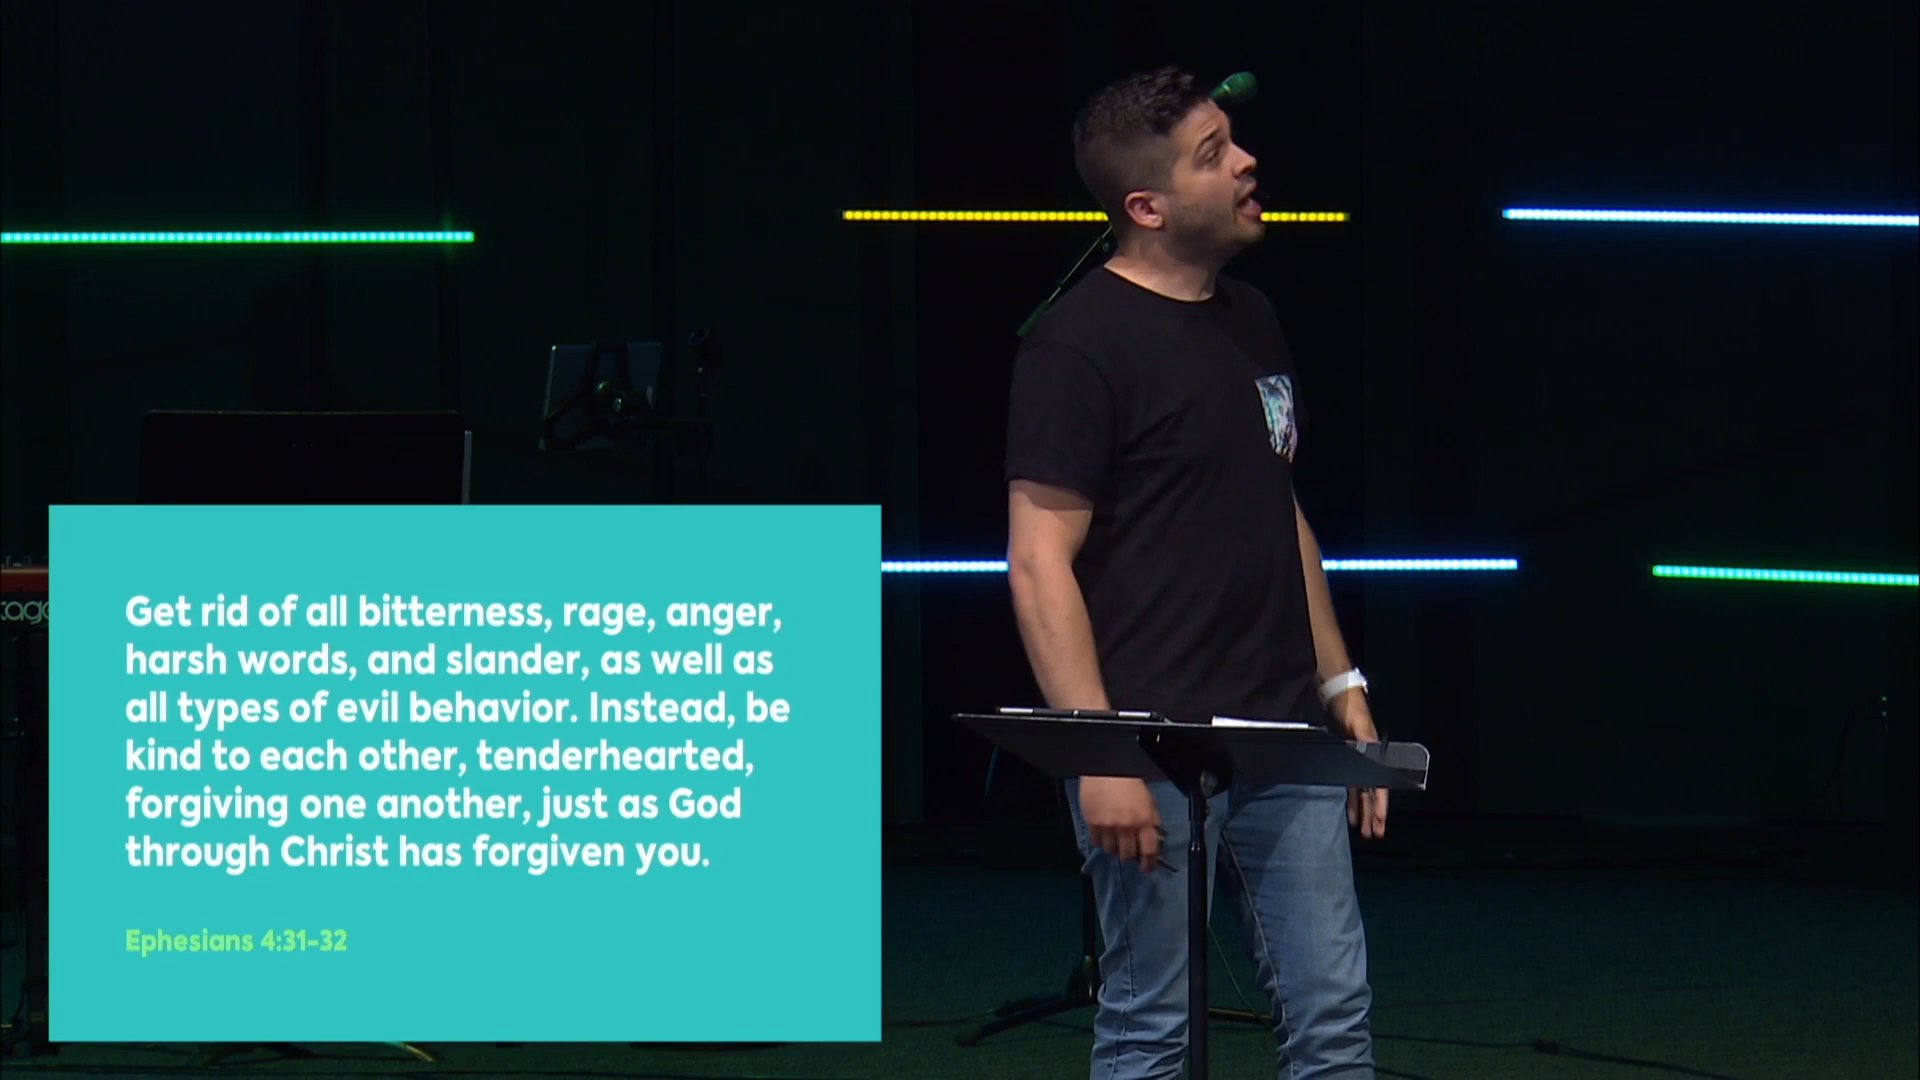 Get rid of all bitterness, rage, anger,
harsh words, and slander, as well as
all types of evil behavior. Instead, be
kind to each other, tenderhearted,
forgiving one another, just as God
through Christ has forgiven you.
Ephesians 4:31-32